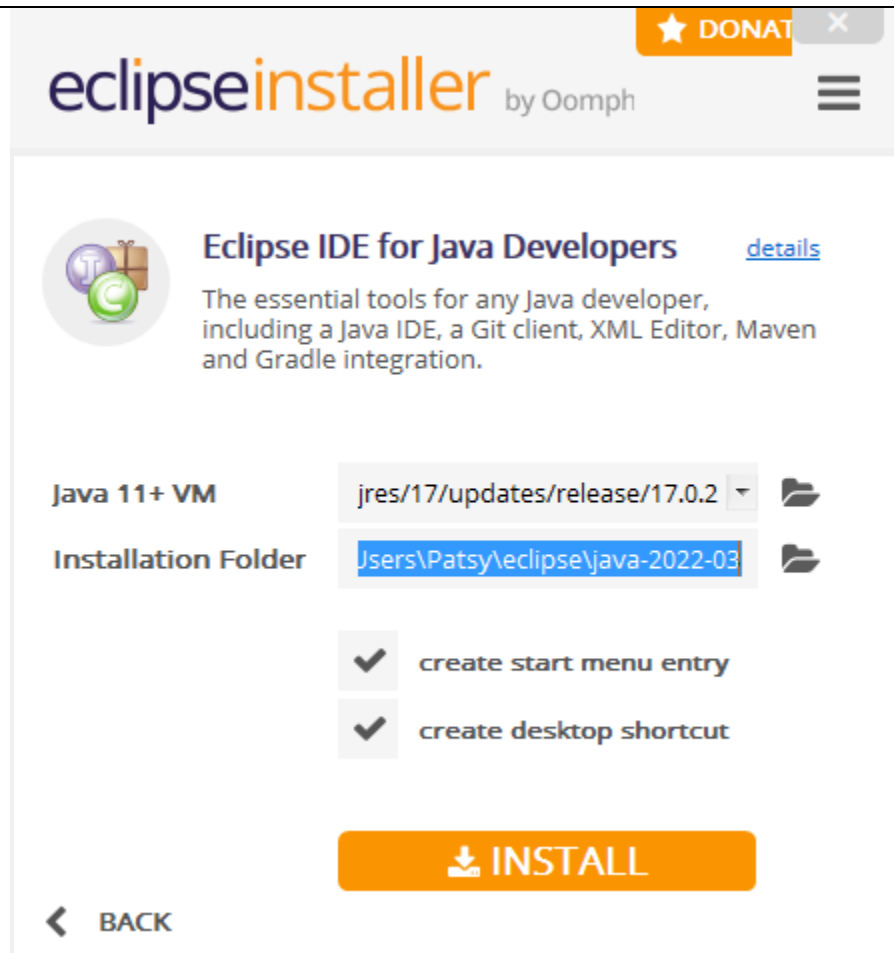 DONAT
eclipseinstaller by Oomph
Eclipse IDE for Java Developers details
The essential tools for any Java developer,
including a Java IDE, a Git client, XML Editor, Maven
and Gradle integration.
Java 11+ VM jres/17/updates/release/17.0.2
Installation Folder Users\Patsy\eclipse\java-2022-03
create start menu entry
create desktop shortcut
INSTALL
BACK